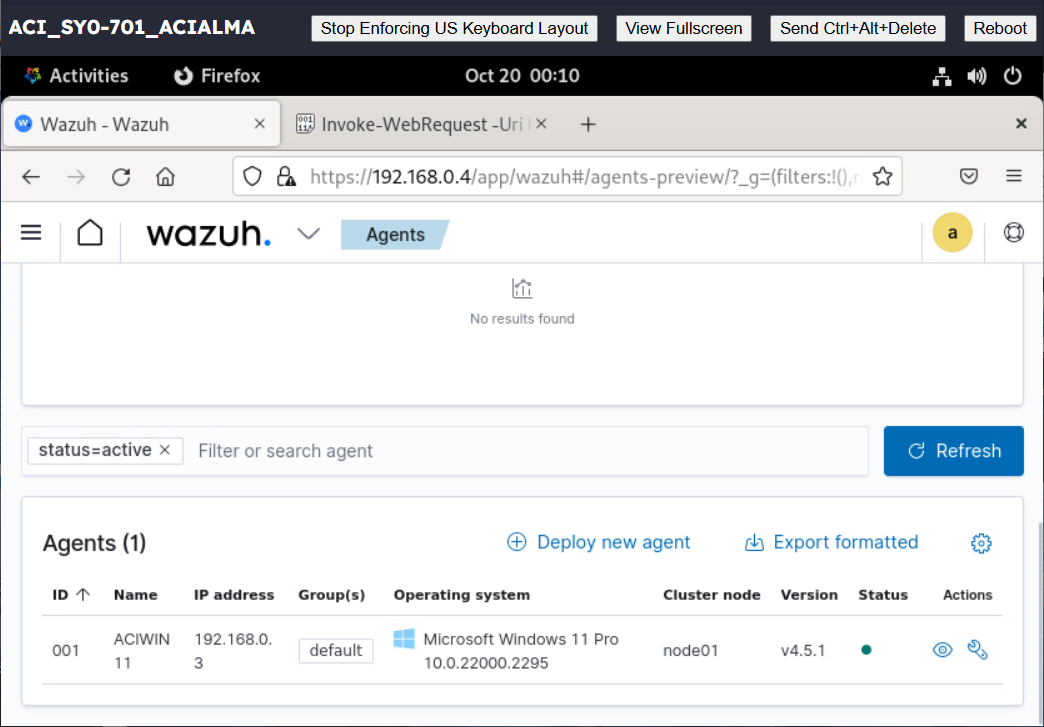 ACI_SY0-701_ACIALMA
Stop Enforcing US Keyboard Layout
View Fullscreen
Send Ctrl+Alt+Delete
Reboot
Activities
Firefox
Oct 20 00:10
Wazuh - Wazuh
Invoke-WebRequest -Uri
https://192.168.0.4/app/wazuh#/agents-preview/?_g=(filters:!(),
wazuh.
Agents
a
No results found
status=active
Filter or search agent
Refresh
Agents (1)
Deploy new agent
Export formatted
ID Name IP address Group(s) Operating system Cluster node Version Status Actions
001 ACIWIN 192.168.0. default Microsoft Windows 11 Pro node01 v4.5.1
11 3 10.0.22000.2295